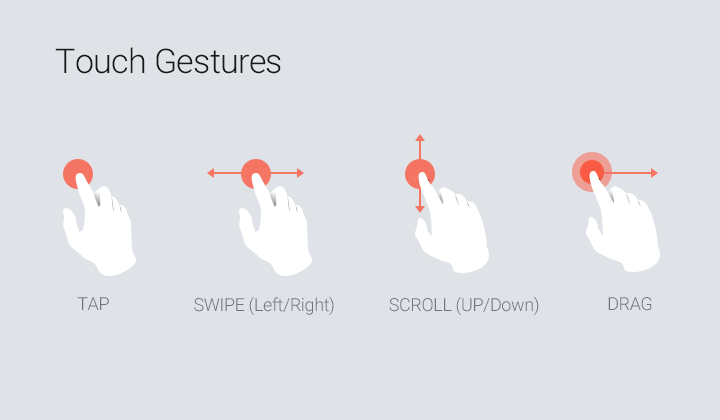 Touch Gestures
TAP
SWIPE (Left/Right)
SCROLL (UP/Down)
DRAG